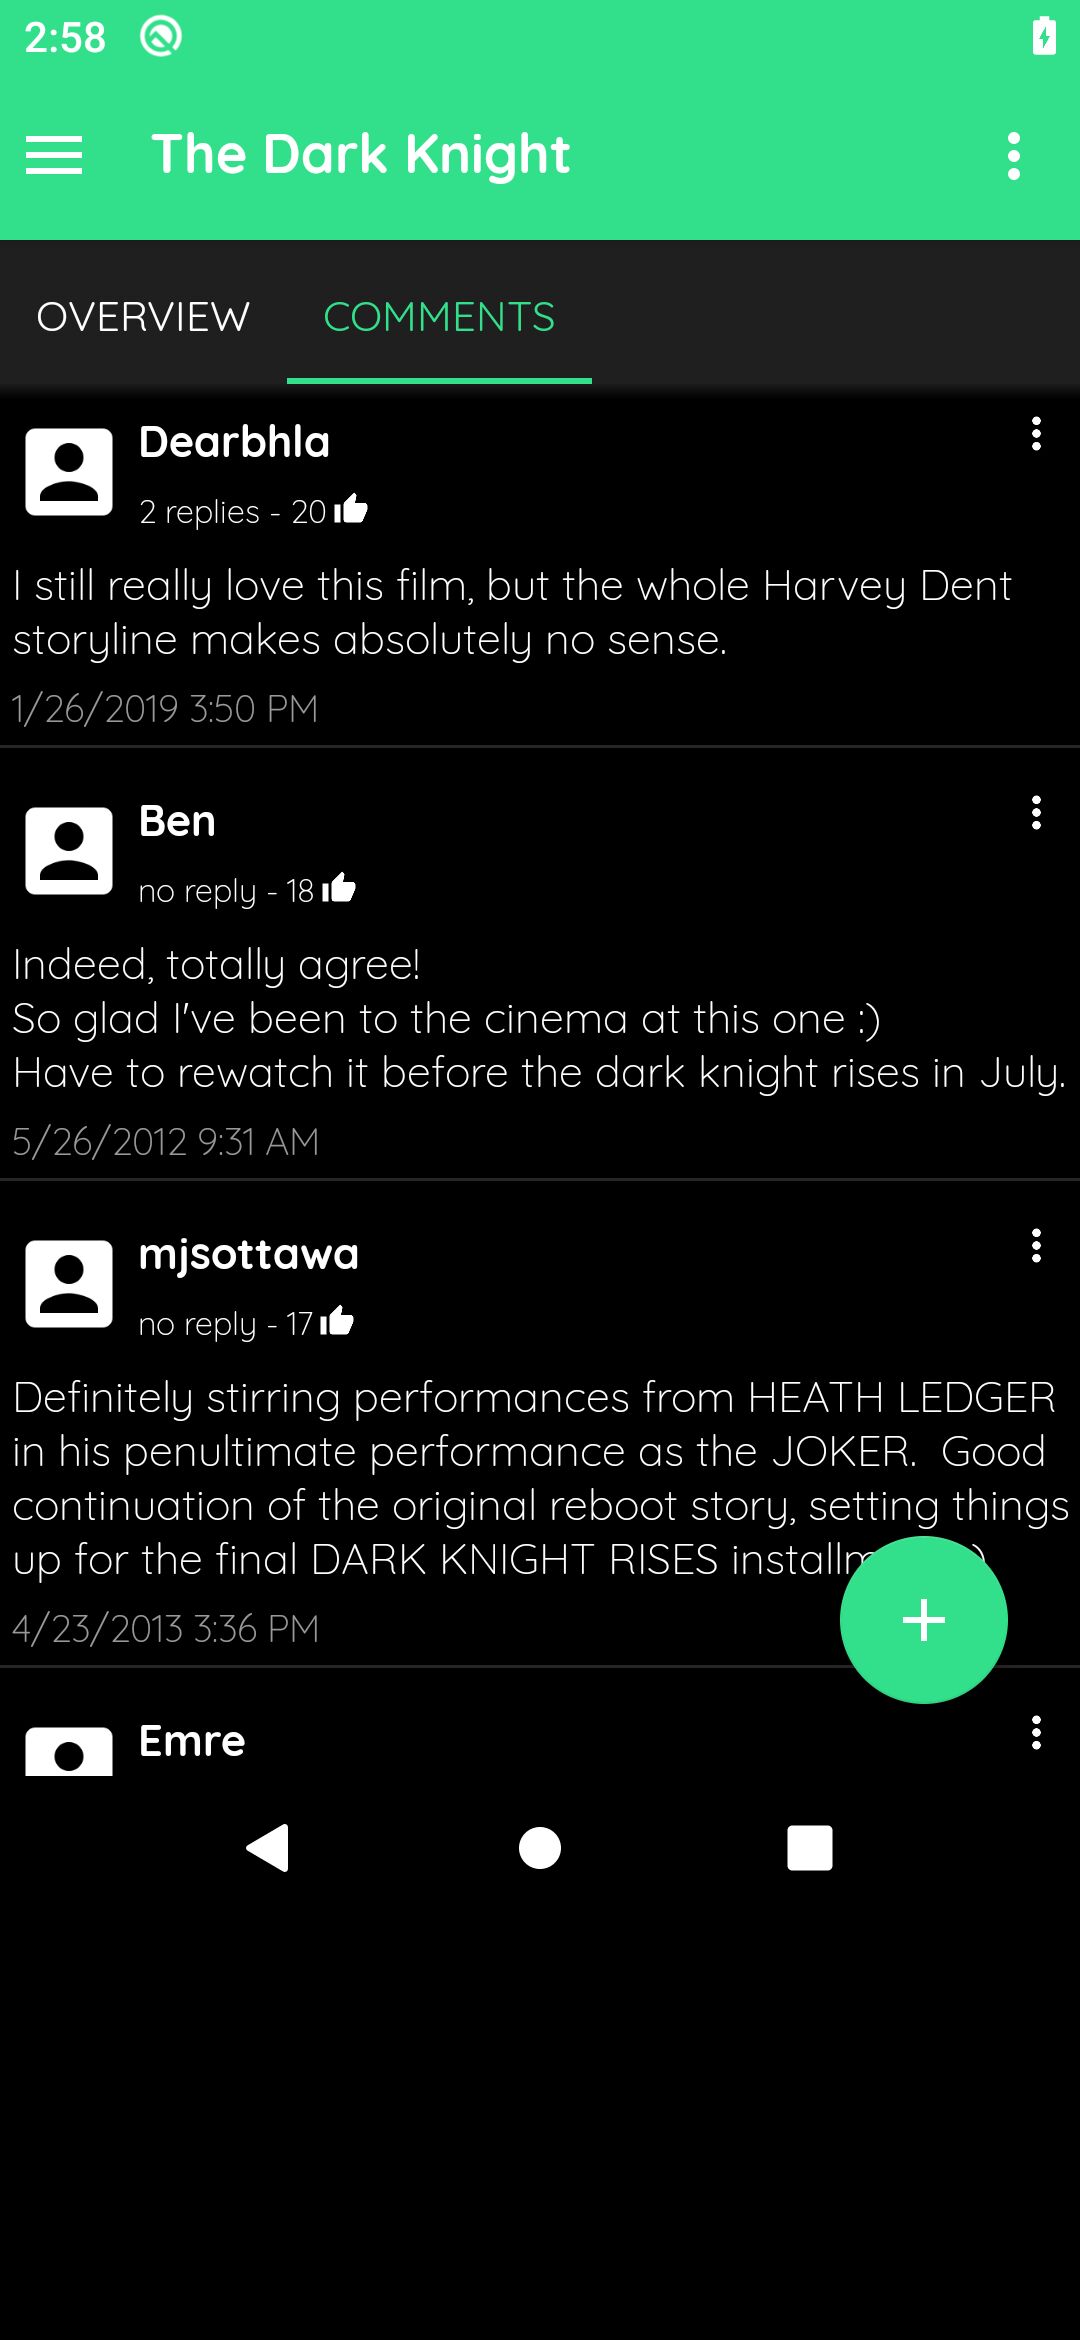 2:58
The Dark Knight
OVERVIEW COMMENTS
Dearbhla
2 replies - 20
I still really love this film, but the whole Harvey Dent
storyline makes absolutely no sense.
1/26/2019 3:50 PM
Ben
no reply - 18
Indeed, totally agree!
So glad I've been to the cinema at this one :)
Have to rewatch it before the dark knight rises in July.
5/26/2012 9:31 AM
mjsottawa
no reply - 17
Definitely stirring performances from HEATH LEDGER
in his penultimate performance as the JOKER.  Good
continuation of the original reboot story, setting things
up for the final DARK KNIGHT RISES
4/23/2013 3:36 PM
Emre